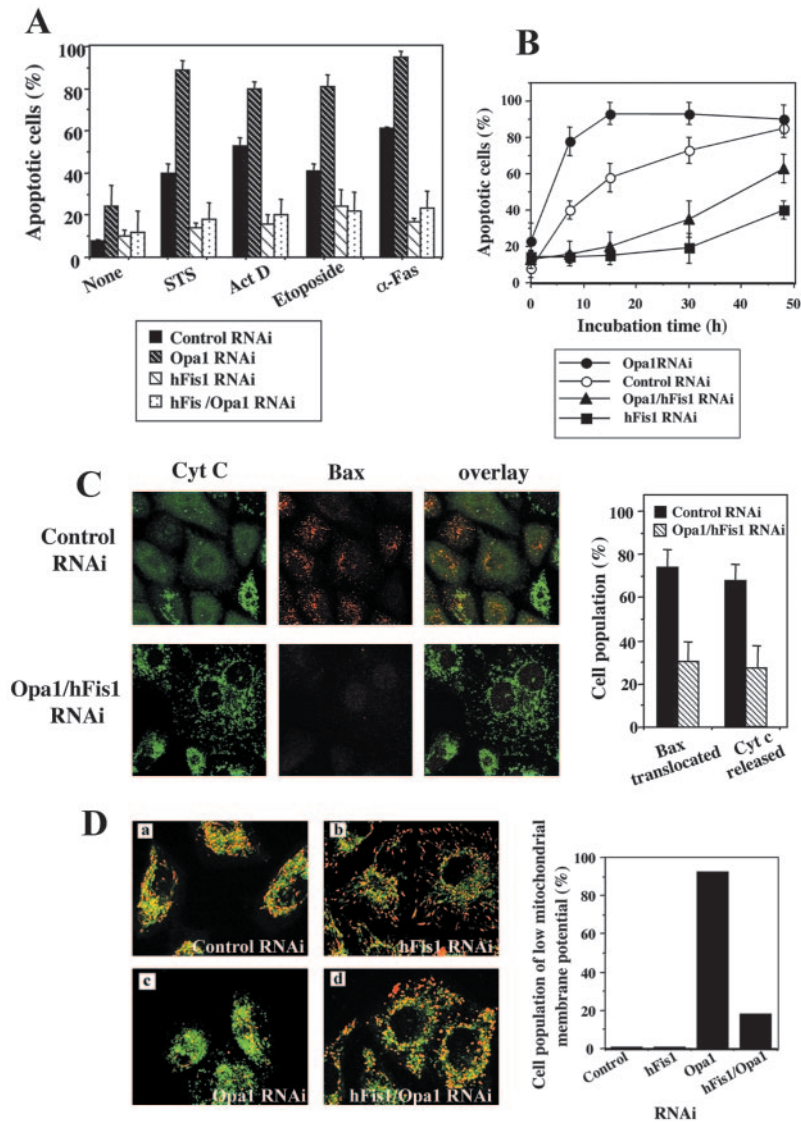 A
Apoptotic cells (%)
100
80
60
40
20
0
None
STS
Act D
Etoposide
α-Fas
Control RNAi
Opa1 RNAi
hFis1 RNAi
hFis /Opa1 RNAi
B
Apoptotic cells (%)
100
80
60
40
20
0
0
10
20
30
40
50
Incubation time (h)
Opa1RNAi
Control RNAi
Opa1/hFis1 RNAi
hFis1 RNAi
C
Cyt C
Bax
overlay
Control
RNAi
Opa1/hFis1
RNAi
Cell population (%)
100
80
60
40
20
0
Control RNAi
Opa1/hFis1 RNAi
Bax
translocated
Cyt c
released
D
a
Control RNAi
b
hFis1 RNAi
c
Opa1 RNAi
d
hFis1/Opa1 RNAi
Cell population of low mitochondrial
membrane potential (%)
100
80
60
40
20
0
Control
hFis1
Opa1
hFis1/Opa1
RNAi